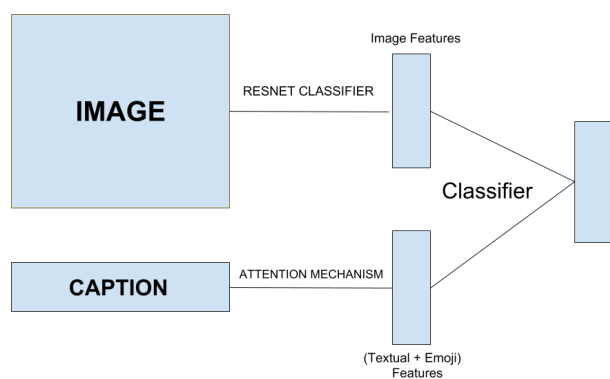 Image Features
IMAGE
RESNET CLASSIFIER
Classifier
CAPTION
ATTENTION MECHANISM
(Textual + Emoji)
Features